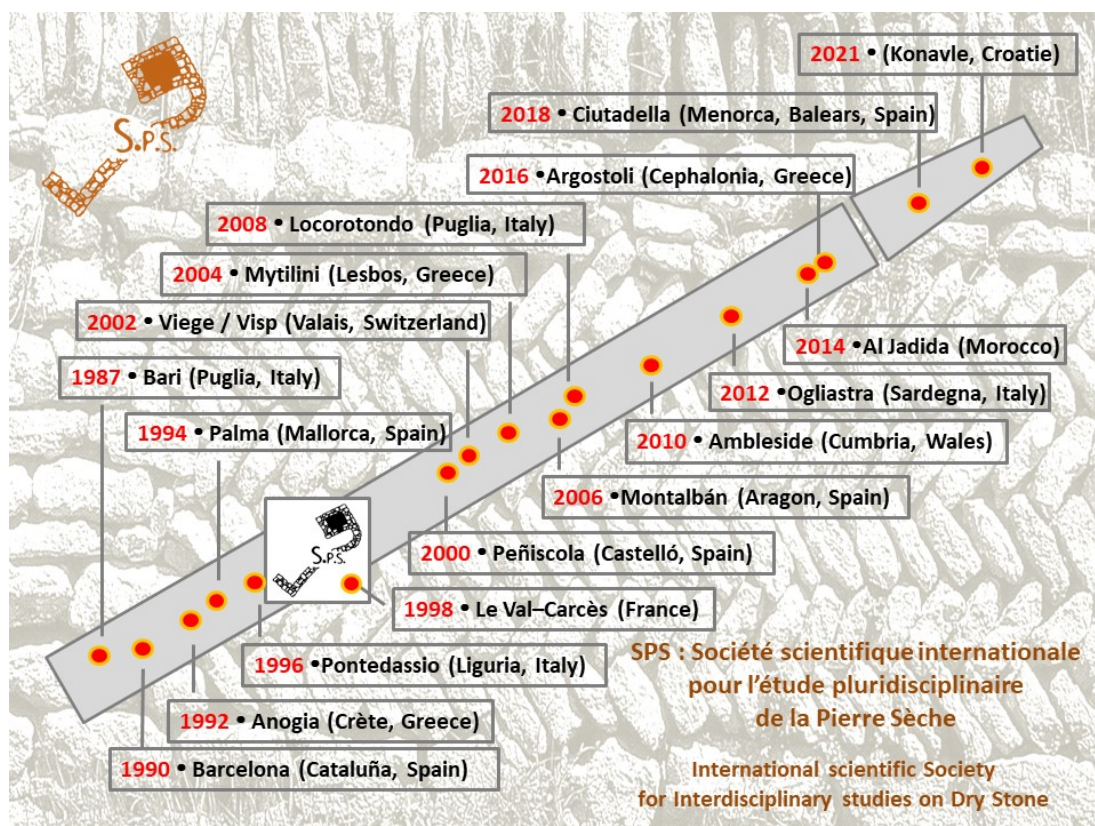 S.P.S.
2021 • (Konavle, Croatie)
2018 • Ciutadella (Menorca, Balears, Spain)
2016 •Argostoli (Cephalonia, Greece)
2008 • Locorotondo (Puglia, Italy)
2004 • Mytilini (Lesbos, Greece)
2002 • Viege / Visp (Valais, Switzerland)
1987 • Bari (Puglia, Italy)
1994 • Palma (Mallorca, Spain)
2014 •Al Jadida (Morocco)
2012 •Ogliastra (Sardegna, Italy)
2010 • Ambleside (Cumbria, Wales)
2006 •Montalbán (Aragon, Spain)
2000 • Peñiscola (Castelló, Spain)
S.P.S.
1998 • Le Val–Carcès (France)
1996 •Pontedassio (Liguria, Italy)
1992 • Anogia (Crète, Greece)
1990 • Barcelona (Cataluña, Spain)
SPS : Société scientifique internationale
pour l'étude pluridisciplinaire
de la Pierre Sèche
International scientific Society
for Interdisciplinary studies on Dry Stone